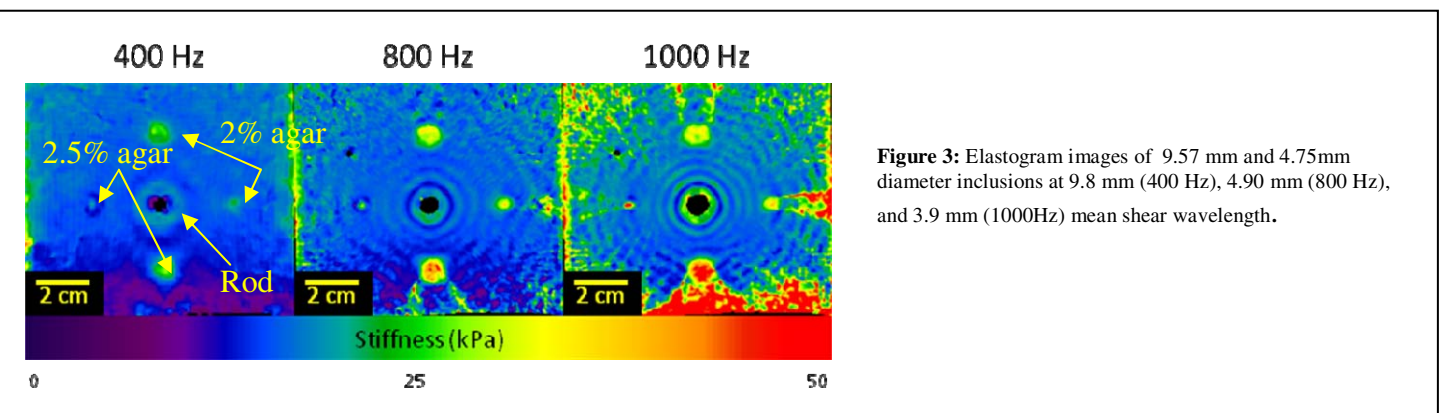 400 Hz
800 Hz
1000 Hz
2% agar
2.5% agar
Rod
2 cm
2 cm
2 cm
Stiffness (kPa)
0
25
50
Figure 3: Elastogram images of 9.57 mm and 4.75mm
diameter inclusions at 9.8 mm (400 Hz), 4.90 mm (800 Hz),
and 3.9 mm (1000Hz) mean shear wavelength.